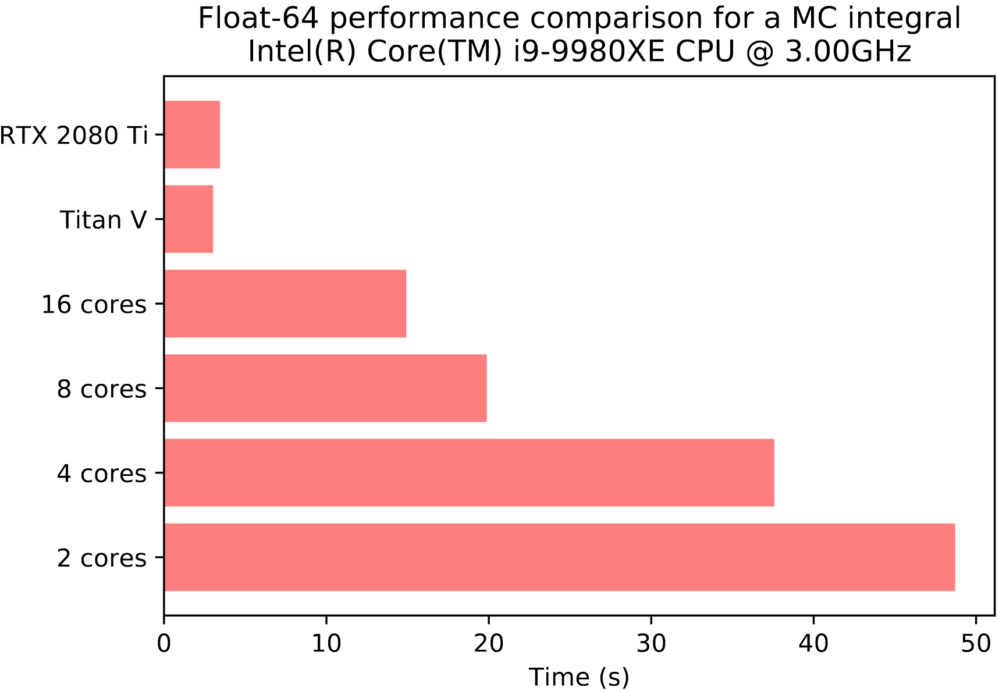 Float-64 performance comparison for a MC integral
Intel(R) Core(TM) i9-9980XE CPU @ 3.00GHz
RTX 2080 Ti
Titan V
16 cores
8 cores
4 cores
2 cores
0 10 20 30 40 50
Time (s)